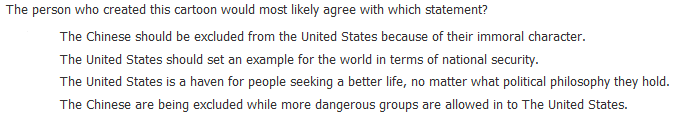 The person who created this cartoon would most likely agree with which statement?
The Chinese should be excluded from the United States because of their immoral character.
The United States should set an example for the world in terms of national security.
The United States is a haven for people seeking a better life, no matter what political philosophy they hold.
The Chinese are being excluded while more dangerous groups are allowed in to The United States.